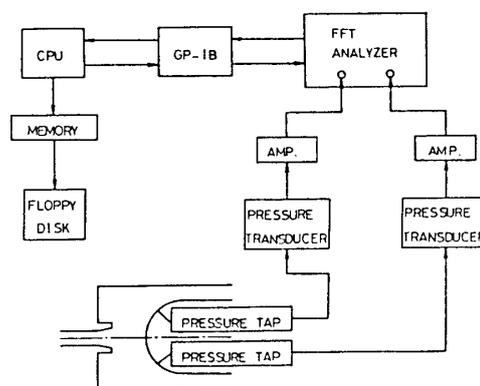 CPU
GP-IB
FFT
ANALYZER
MEMORY
AMP.
AMP.
FLOPPY
DISK
PRESSURE
TRANSDUCER
PRESSURE
TRANSDUCER
PRESSURE TAP
PRESSURE TAP